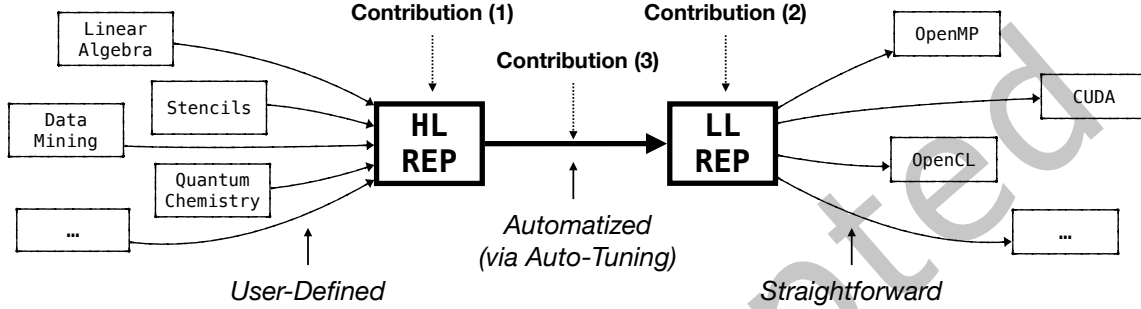 Contribution (1)
Contribution (2)
Contribution (3)
Linear
Algebra
Stencils
Data
Mining
Quantum
Chemistry
...
HL
REP
LL
REP
OpenMP
CUDA
OpenCL
...
User-Defined
Automatized
(via Auto-Tuning)
Straightforward